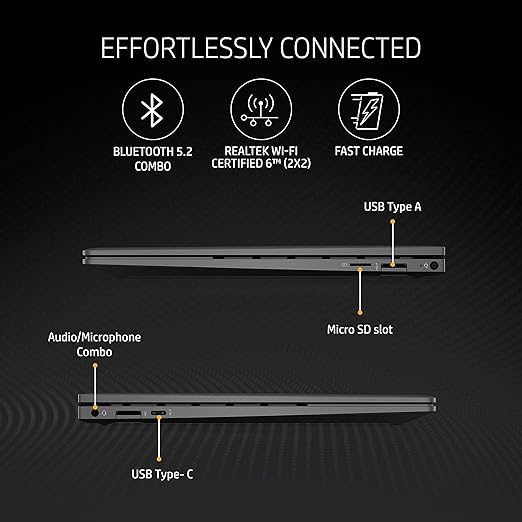 EFFORTLESSLY CONNECTED
BLUETOOTH 5.2
COMBO
REALTEK WI-FI
CERTIFIED 6™ (2X2)
FAST CHARGE
USB Type A
Micro SD slot
Audio/Microphone
Combo
USB Type- C